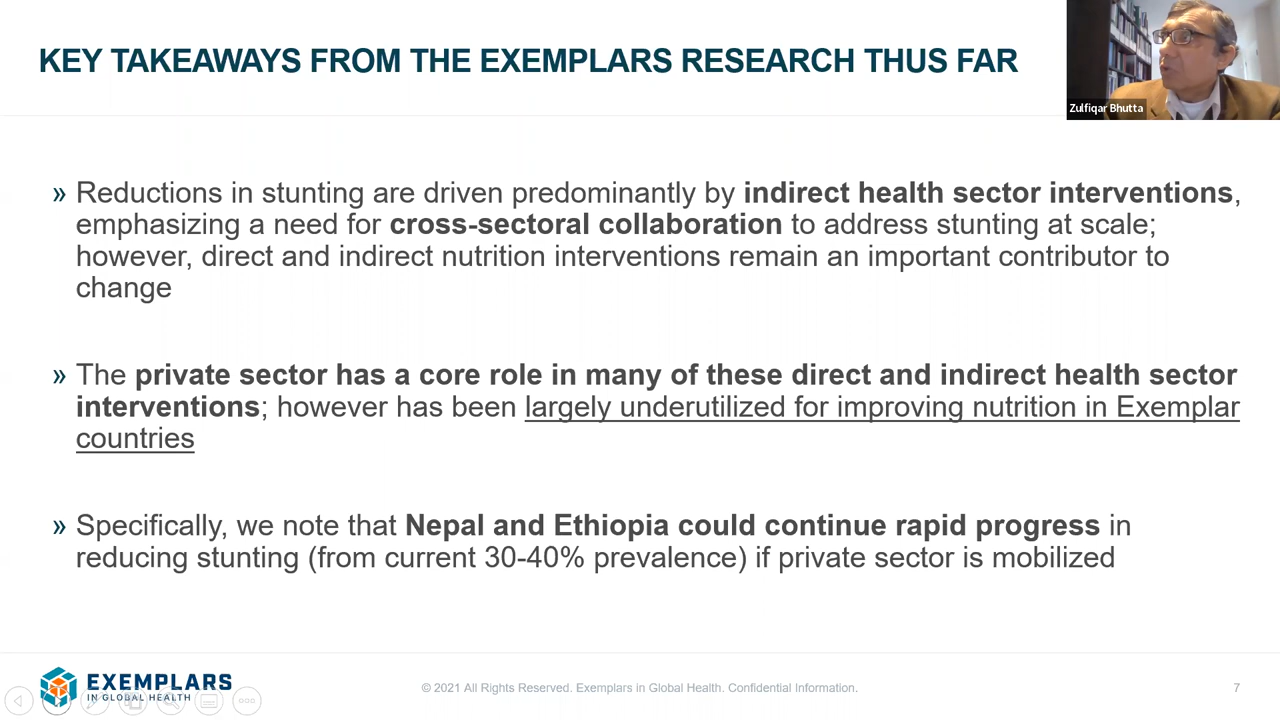 KEY TAKEAWAYS FROM THE EXEMPLARS RESEARCH THUS FAR
Zulfiqar Bhutta
» Reductions in stunting are driven predominantly by indirect health sector interventions,
emphasizing a need for cross-sectoral collaboration to address stunting at scale;
however, direct and indirect nutrition interventions remain an important contributor to
change
» The private sector has a core role in many of these direct and indirect health sector
interventions; however has been largely underutilized for improving nutrition in Exemplar
countries
» Specifically, we note that Nepal and Ethiopia could continue rapid progress in
reducing stunting (from current 30-40% prevalence) if private sector is mobilized
EXEMPLARS
IN GLOBAL HEALTH
© 2021 All Rights Reserved. Exemplars in Global Health. Confidential Information.
7